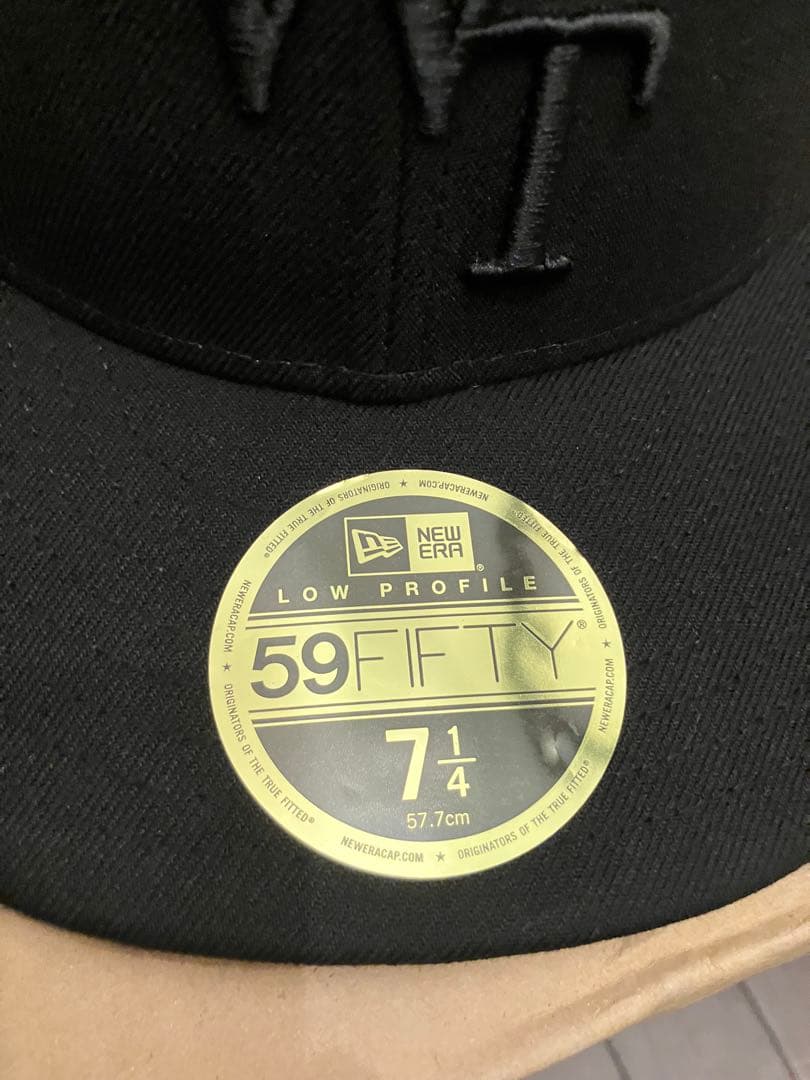 WT
NEW
ERA®
LOW PROFILE
59FIFTY®
7 1/4
57.7cm
NEWERACAP.COM ★ ORIGINATORS OF THE TRUE FITTED® ★ NEWERACAP.COM ★ ORIGINATORS OF THE TRUE FITTED® ★ NEWERACAP.COM ★ ORIGINATORS OF THE TRUE FITTED® ★ NEWERACAP.COM ★ ORIGINATORS OF THE TRUE FITTED®